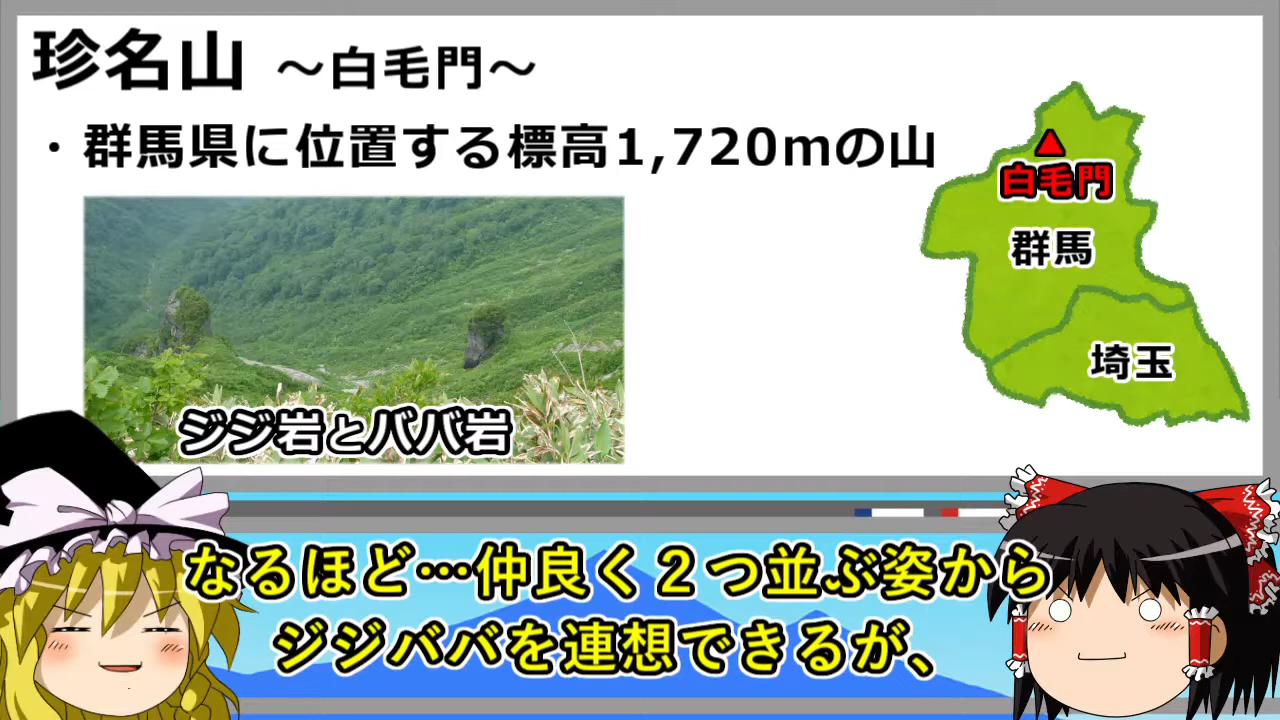 珍名山 ～白毛門～
・群馬県に位置する標高1,720mの山
白毛門
群馬
埼玉
ジジ岩とババ岩
なるほど…仲良く２つ並ぶ姿から
ジジババを連想できるが、